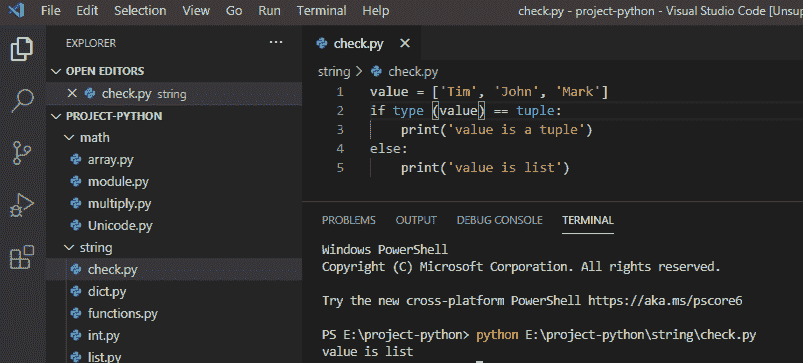 File Edit Selection View Go Run Terminal Help check.py - project-python - Visual Studio Code [Unsup
EXPLORER ...
OPEN EDITORS
check.py string
PROJECT-PYTHON
math
array.py
module.py
multiply.py
Unicode.py
string
check.py
dict.py
functions.py
int.py
list.py
check.py
string > check.py
1 value = ['Tim', 'John', 'Mark']
2 if type (value) == tuple:
3 print('value is a tuple')
4 else:
5 print('value is list')
PROBLEMS OUTPUT DEBUG CONSOLE TERMINAL
Windows PowerShell
Copyright (C) Microsoft Corporation. All rights reserved.
Try the new cross-platform PowerShell https://aka.ms/pscore6
PS E:\project-python> python E:\project-python\string\check.py
value is list